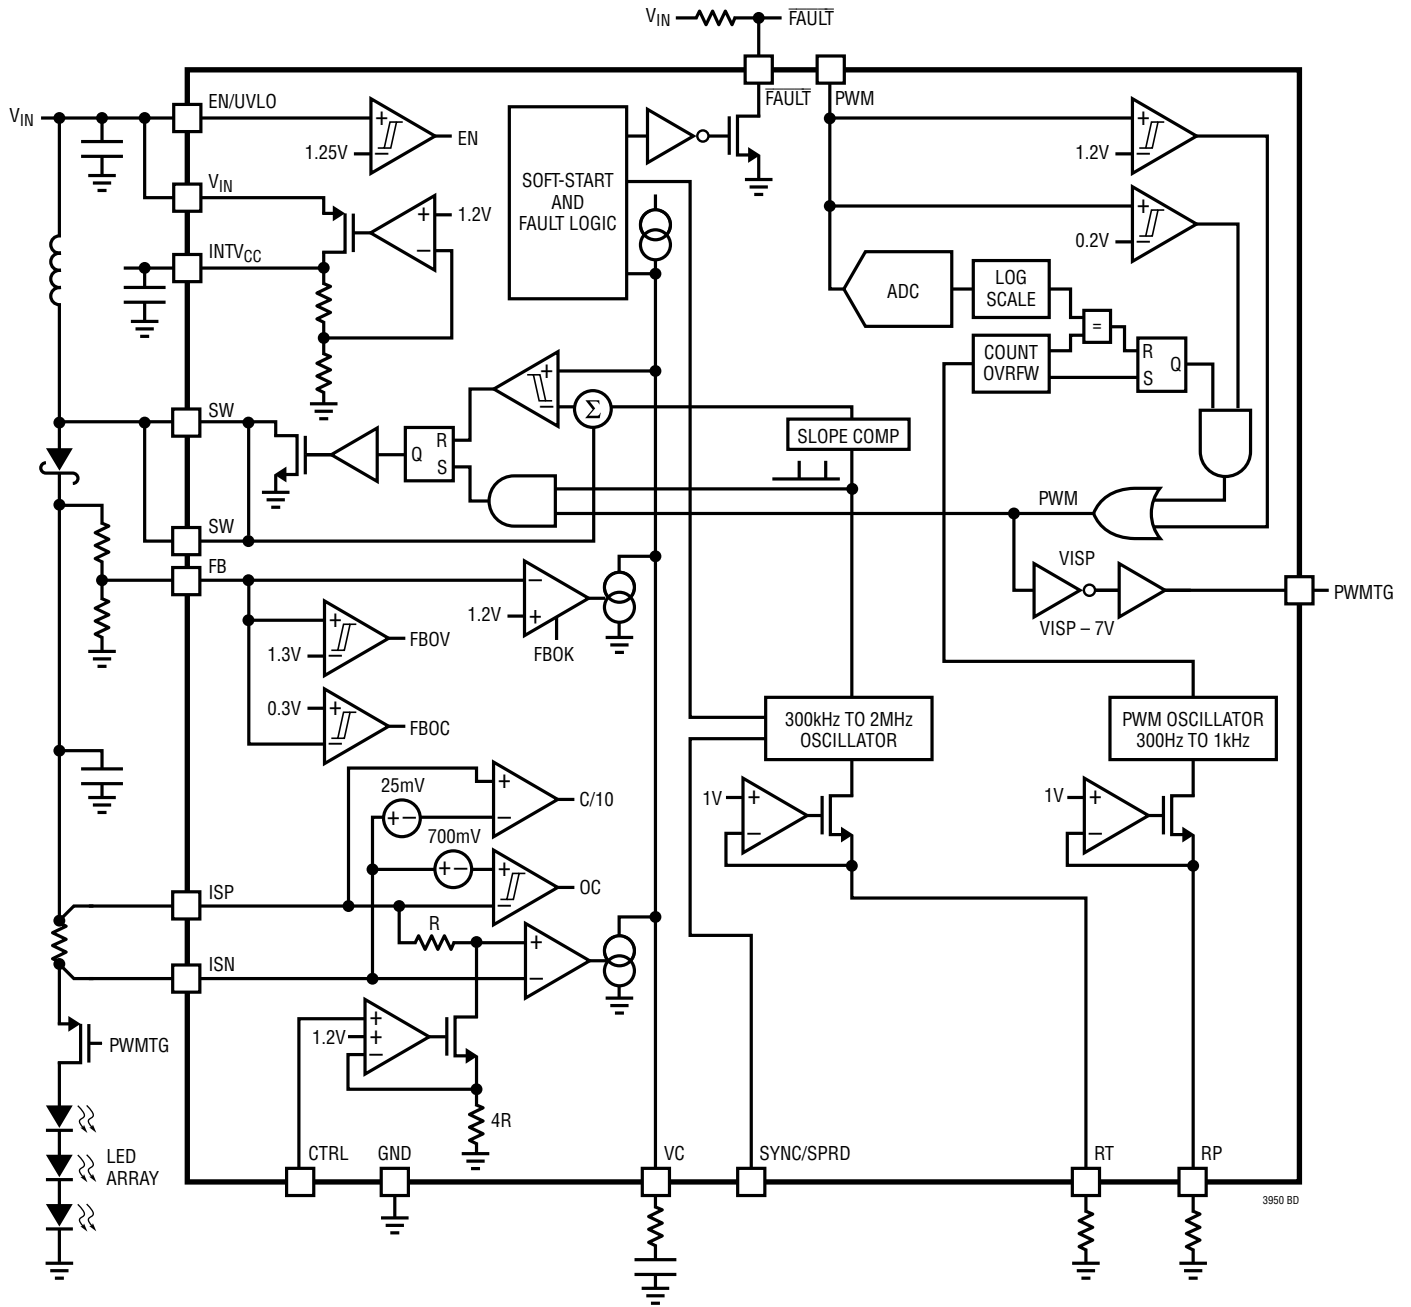 VIN
FAULT
FAULT
PWM
EN/UVLO
VIN
+
−
1.25V
EN
VIN
+
−
1.2V
INTVCC
SOFT-START
AND
FAULT LOGIC
+
−
1.2V
+
−
0.2V
ADC
LOG
SCALE
=
COUNT
OVRFW
R
S
Q
+
−
Σ
SLOPE COMP
SW
Q
R
S
PWM
SW
FB
−
+
1.2V
FBOK
+
−
1.3V
FBOV
0.3V
+
−
FBOC
VISP
VISP – 7V
PWMTG
300kHz TO 2MHz
OSCILLATOR
PWM OSCILLATOR
300Hz TO 1kHz
25mV
+ −
+
−
C/10
700mV
+ −
+
−
OC
1V
+
−
1V
+
−
ISP
R
+
−
ISN
+
1.2V
+
−
PWMTG
4R
LED
ARRAY
CTRL
GND
VC
SYNC/SPRD
RT
RP
3950 BD